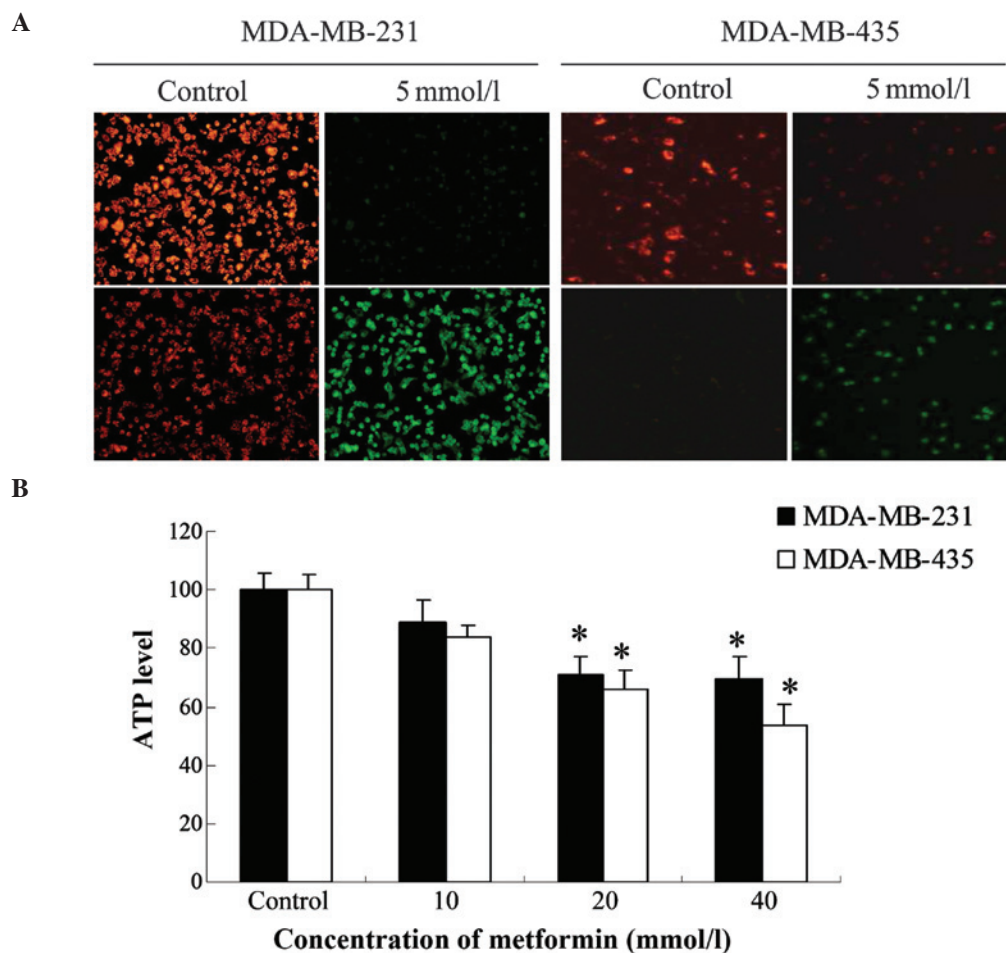 A
MDA-MB-231 MDA-MB-435
Control 5 mmol/l Control 5 mmol/l
B
120
100
80
60
40
20
0
ATP level
MDA-MB-231
MDA-MB-435
* * * *
Control 10 20 40
Concentration of metformin (mmol/l)